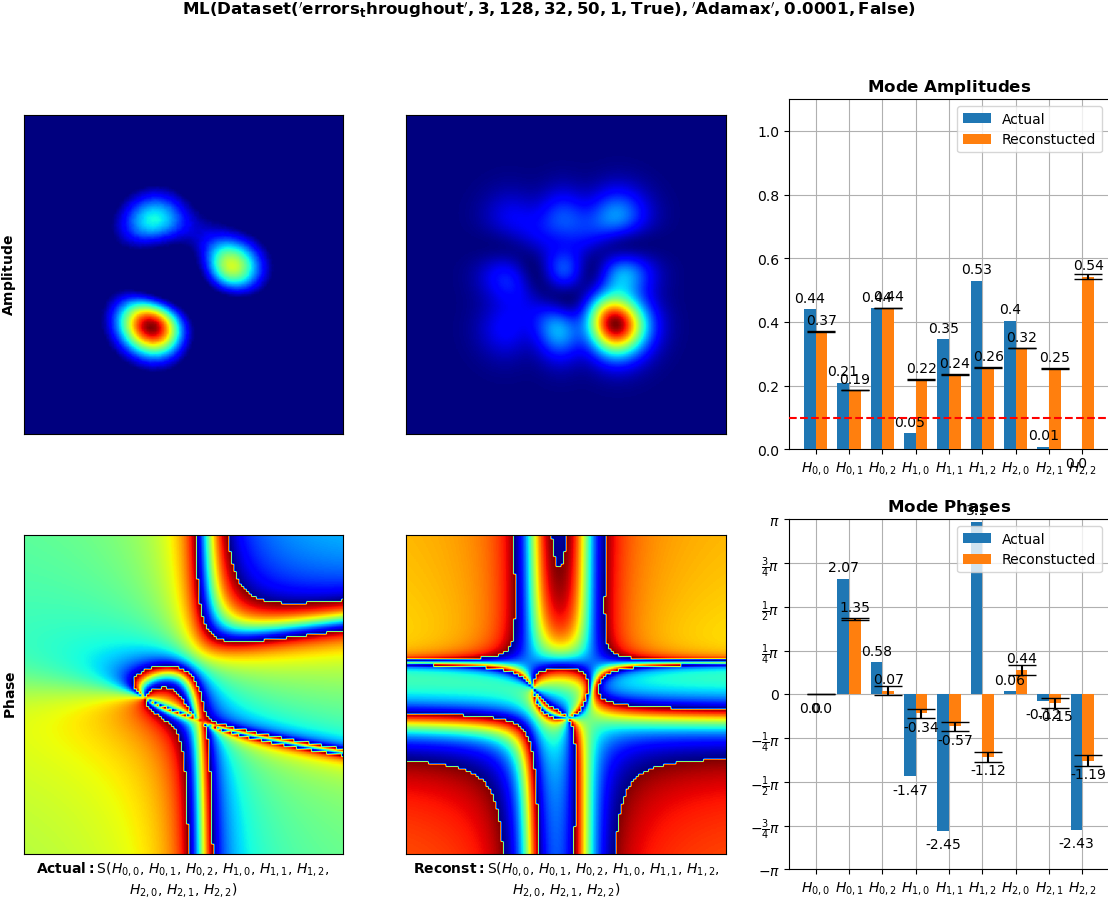 ML(Dataset('errors_throughout', 3, 128, 32, 50, 1, True), 'Adamax', 0.0001, False)
Mode Amplitudes
Amplitude
Actual
Reconstucted
1.0
0.8
0.6
0.4
0.2
0.0
0.44
0.37
0.21
0.19
0.44
0.44
0.05
0.22
0.35
0.24
0.53
0.26
0.4
0.32
0.01
0.25
0.0
0.54
H0,0 H0,1 H0,2 H1,0 H1,1 H1,2 H2,0 H2,1 H2,2
Mode Phases
Phase
Actual
Reconstucted
π
3/4π
1/2π
1/4π
0
−1/4π
−1/2π
−3/4π
−π
0.0
2.07
1.35
0.58
0.07
-1.47
-0.34
-2.45
-0.57
3.1
-1.12
0.06
0.44
-0.15
-2.43
-1.19
H0,0 H0,1 H0,2 H1,0 H1,1 H1,2 H2,0 H2,1 H2,2
Actual: S(H0,0, H0,1, H0,2, H1,0, H1,1, H1,2,
H2,0, H2,1, H2,2)
Reconst: S(H0,0, H0,1, H0,2, H1,0, H1,1, H1,2,
H2,0, H2,1, H2,2)